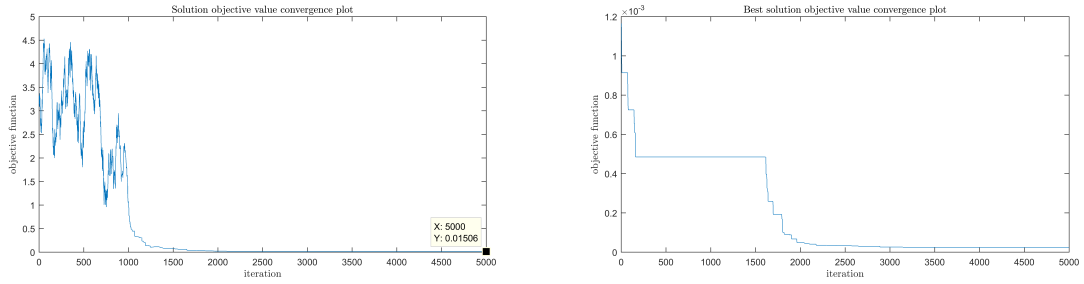 Solution objective value convergence plot
5
4.5
4
3.5
3
2.5
2
1.5
1
0.5
0
objective function
X: 5000
Y: 0.01506
0 500 1000 1500 2000 2500 3000 3500 4000 4500 5000
iteration
Best solution objective value convergence plot
×10⁻³
1.2
1
0.8
0.6
0.4
0.2
0
objective function
0 500 1000 1500 2000 2500 3000 3500 4000 4500 5000
iteration